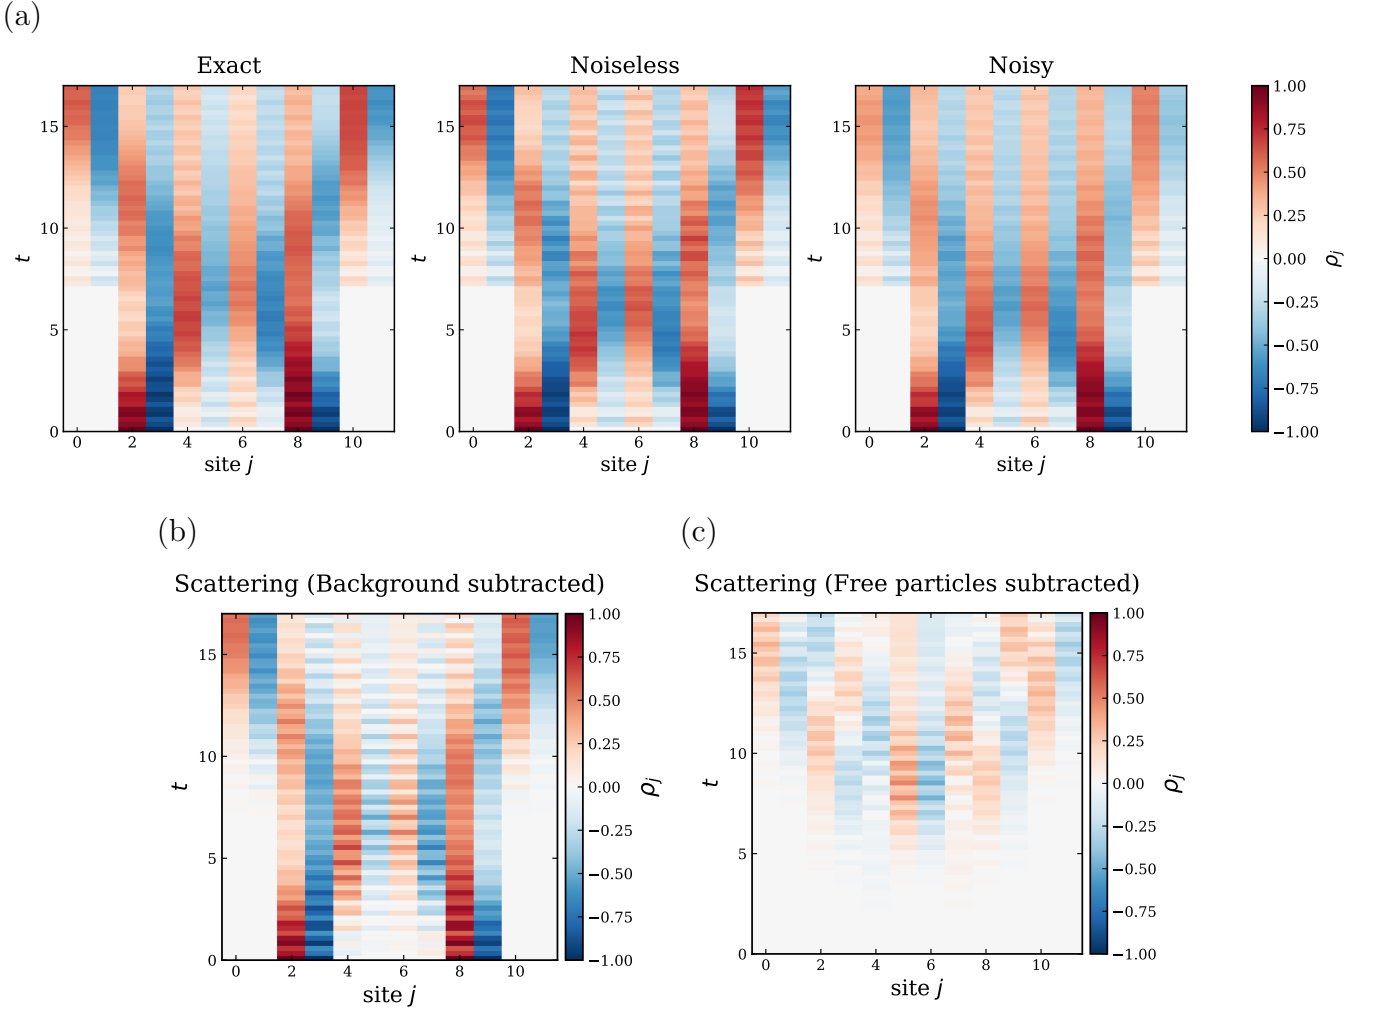 (a)
Exact
Noiseless
Noisy
15
10
5
0
t
0 2 4 6 8 10
site j
15
10
5
0
t
0 2 4 6 8 10
site j
15
10
5
0
t
0 2 4 6 8 10
site j
1.00
0.75
0.50
0.25
0.00
−0.25
−0.50
−0.75
−1.00
ρj
(b)
Scattering (Background subtracted)
15
10
5
0
t
0 2 4 6 8 10
site j
1.00
0.75
0.50
0.25
0.00
−0.25
−0.50
−0.75
−1.00
ρj
(c)
Scattering (Free particles subtracted)
15
10
5
0
t
0 2 4 6 8 10
site j
1.00
0.75
0.50
0.25
0.00
−0.25
−0.50
−0.75
−1.00
ρj